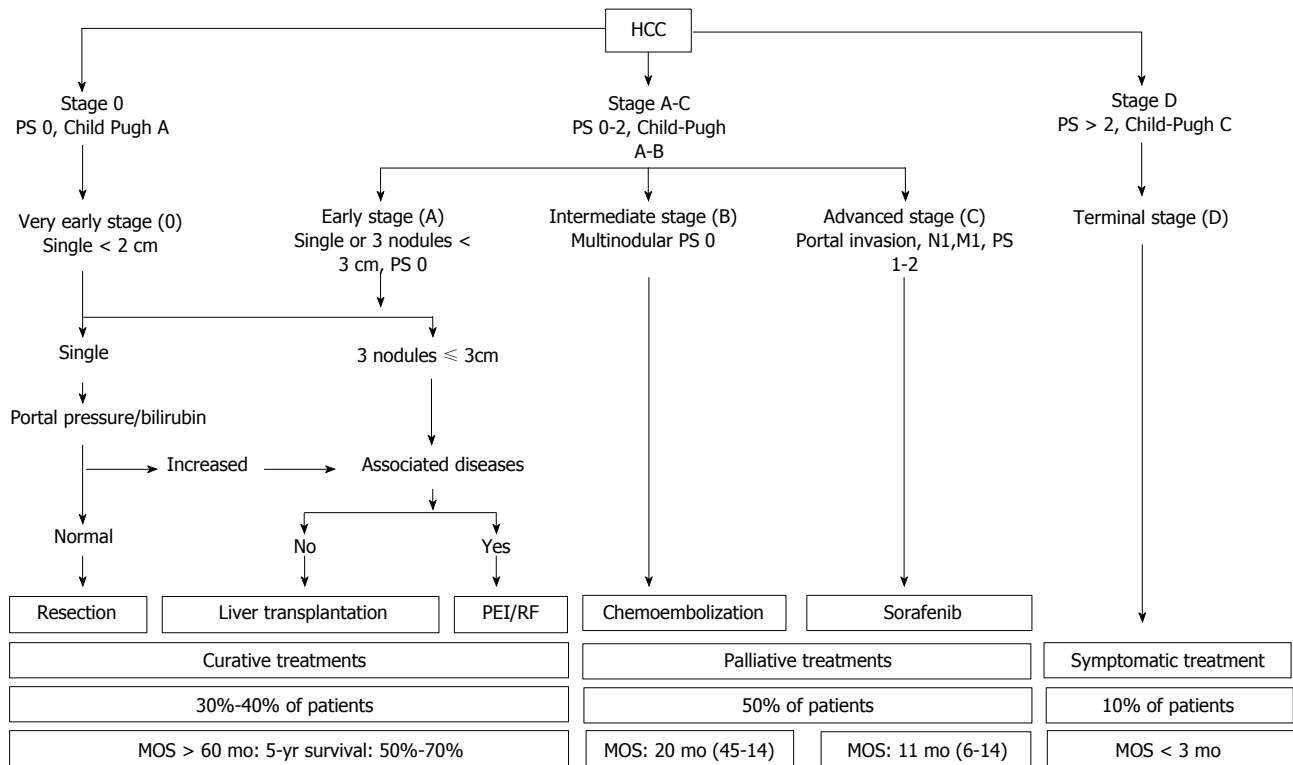 HCC
Stage 0
PS 0, Child Pugh A
Stage A-C
PS 0-2, Child-Pugh
A-B
Stage D
PS > 2, Child-Pugh C
Very early stage (0)
Single < 2 cm
Early stage (A)
Single or 3 nodules <
3 cm, PS 0
Intermediate stage (B)
Multinodular PS 0
Advanced stage (C)
Portal invasion, N1,M1, PS
1-2
Terminal stage (D)
Single
3 nodules ≤ 3cm
Portal pressure/bilirubin
Increased
Associated diseases
Normal
No
Yes
Resection
Liver transplantation
PEI/RF
Chemoembolization
Sorafenib
Curative treatments
Palliative treatments
Symptomatic treatment
30%-40% of patients
50% of patients
10% of patients
MOS > 60 mo: 5-yr survival: 50%-70%
MOS: 20 mo (45-14)
MOS: 11 mo (6-14)
MOS < 3 mo